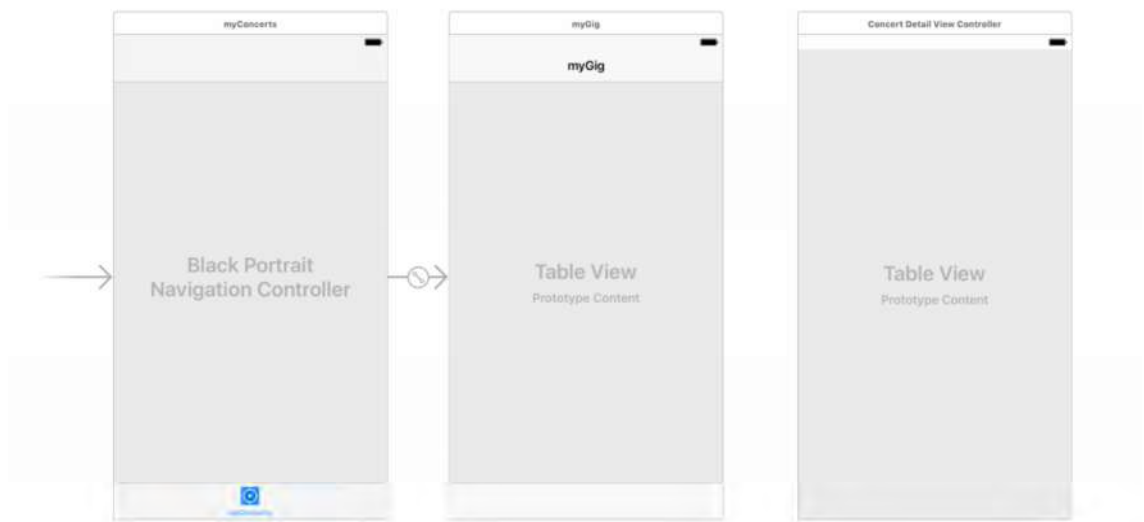 myConcerts
myGig
Concert Detail View Controller
myGig
Black Portrait
Navigation Controller
Table View
Prototype Content
Table View
Prototype Content